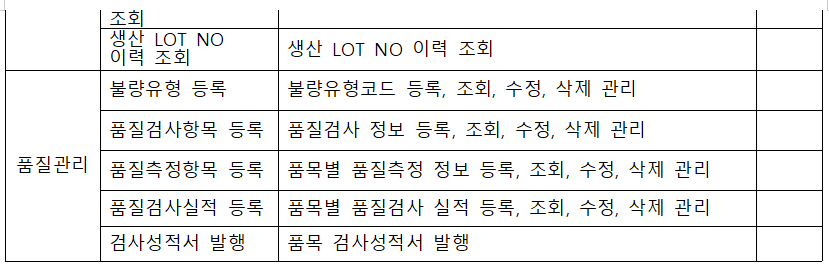 조회
생산 LOT NO
이력 조회
생산 LOT NO 이력 조회
품질관리
불량유형 등록
불량유형코드 등록, 조회, 수정, 삭제 관리
품질검사항목 등록
품질검사 정보 등록, 조회, 수정, 삭제 관리
품질측정항목 등록
품목별 품질측정 정보 등록, 조회, 수정, 삭제 관리
품질검사실적 등록
품목별 품질검사 실적 등록, 조회, 수정, 삭제 관리
검사성적서 발행
품목 검사성적서 발행